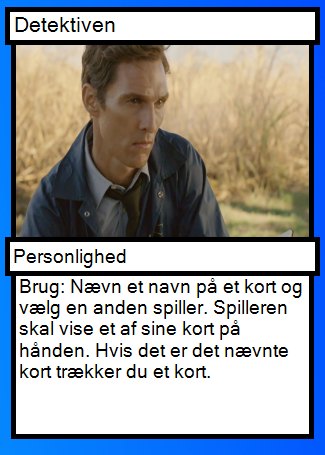 Detektiven
Personlighed
Brug: Nævn et navn på et kort og
vælg en anden spiller. Spilleren
skal vise et af sine kort på
hånden. Hvis det er det nævnte
kort trækker du et kort.